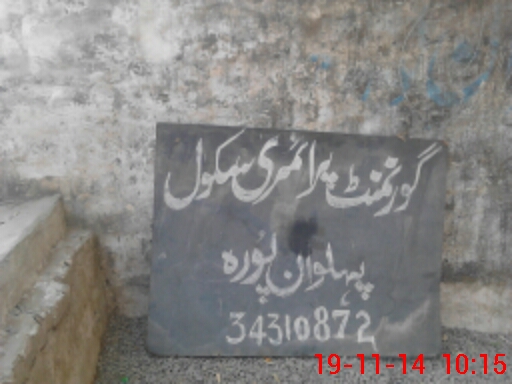 گورنمنٹ پرائمری سکول
پہلوان پورہ
34310872
19-11-14 10:15